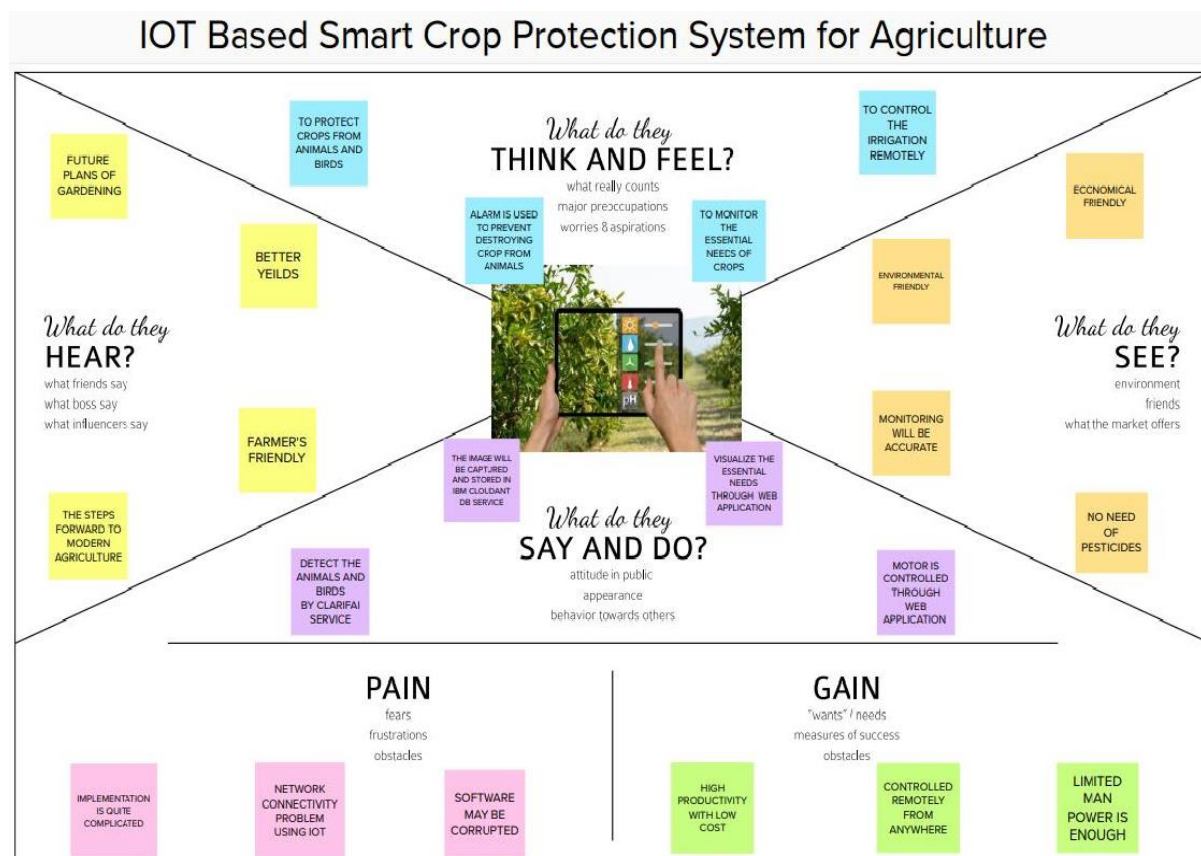 IOT Based Smart Crop Protection System for Agriculture
What do they
THINK AND FEEL?
what really counts
major preoccupations
worries & aspirations
TO PROTECT
CROPS FROM
ANIMALS AND
BIRDS
ALARM IS USED
TO PREVENT
DESTROYING
CROP FROM
ANIMALS
TO MONITOR
THE
ESSENTIAL
NEEDS OF
CROPS
TO CONTROL
THE
IRRIGATION
REMOTELY
What do they
HEAR?
what friends say
what boss say
what influencers say
FUTURE
PLANS OF
GARDENING
BETTER
YEILDS
FARMER'S
FRIENDLY
THE STEPS
FORWARD TO
MODERN
AGRICULTURE
pH
What do they
SEE?
environment
friends
what the market offers
ECCNOMICAL
FRIENDLY
ENVIRONMENTAL
FRIENDLY
MONITORING
WILL BE
ACCURATE
NO NEED
OF
PESTICIDES
What do they
SAY AND DO?
attitude in public
appearance
behavior towards others
THE IMAGE WILL
BE CAPTURED
AND STORED IN
IBM CLOLDANT
DB SERVICE
VISUALIZE THE
ESSENTIAL
NEEDS
THROUGH WEB
APPLICATION
DETECT THE
ANIMALS AND
BIRDS
BY CLARIFAI
SERVICE
MOTOR IS
CONTROLLED
THROUGH
WEB
APPLICATION
PAIN
fears
frustrations
obstacles
IMPLEMENTATION
IS QUITE
COMPLICATED
NETWORK
CONNECTIVITY
PROBLEM
USING IOT
SOFTWARE
MAY BE
CORRUPTED
GAIN
"wants" / needs
measures of success
obstacles
HIGH
PRODUCTIVITY
WITH LOW
COST
CONTROLLED
REMOTELY
FROM
ANYWHERE
LIMITED
MAN
POWER IS
ENOUGH